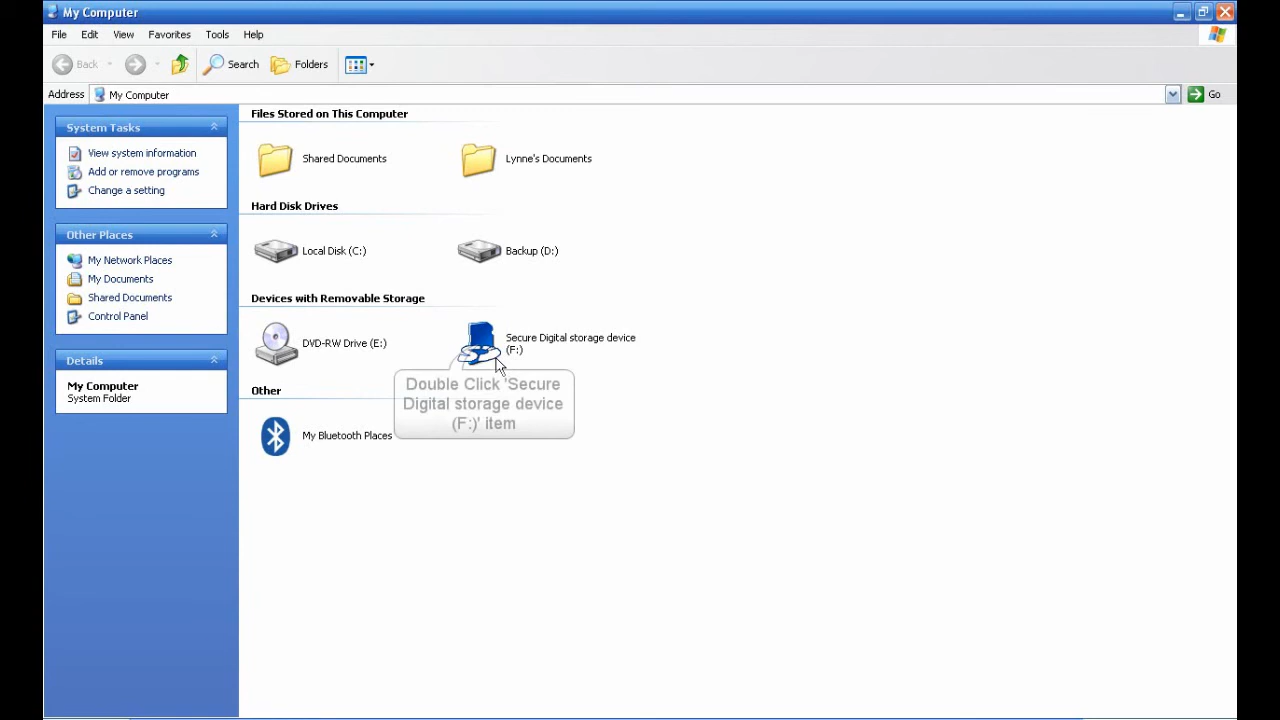 My Computer
File Edit View Favorites Tools Help
Back Search Folders
Address My Computer Go
System Tasks
View system information
Add or remove programs
Change a setting
Other Places
My Network Places
My Documents
Shared Documents
Control Panel
Details
My Computer
System Folder
Files Stored on This Computer
Shared Documents Lynne's Documents
Hard Disk Drives
Local Disk (C:) Backup (D:)
Devices with Removable Storage
DVD-RW Drive (E:) Secure Digital storage device
(F:)
Double Click 'Secure
Digital storage device
(F:)' item
Other
My Bluetooth Places